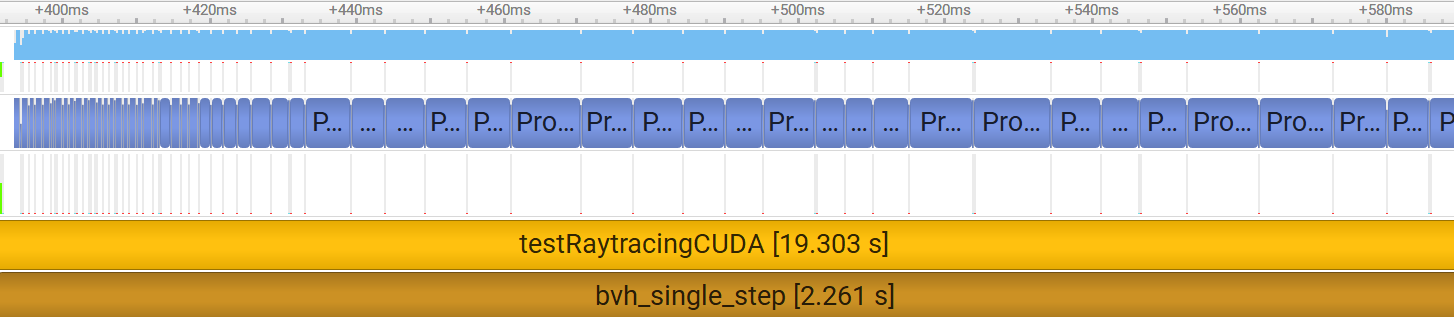 +400ms +420ms +440ms +460ms +480ms +500ms +520ms +540ms +560ms +580ms
P... ... ... P... P... Pro... Pr... P... P... ... Pr... ... ... ... Pr... Pro... P... ... P... Pro... Pro... Pr... P... P
testRaytracingCUDA [19.303 s]
bvh_single_step [2.261 s]